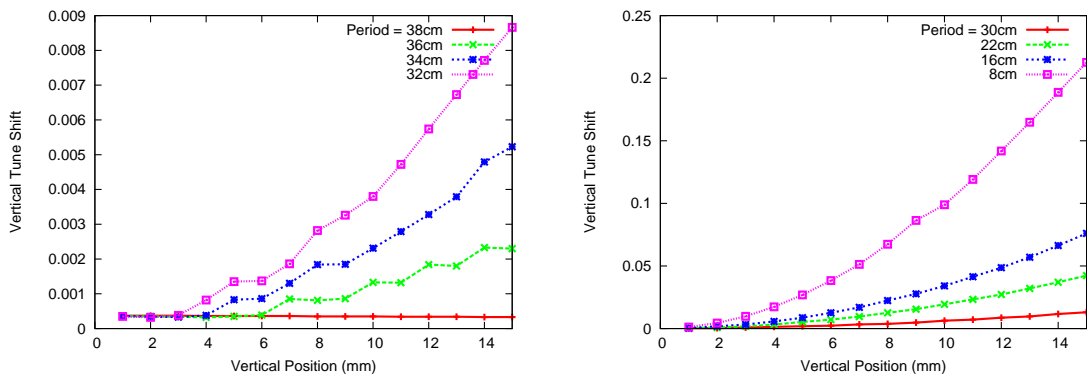 0.009
0.008
0.007
0.006
0.005
0.004
0.003
0.002
0.001
0
Vertical Tune Shift
0 2 4 6 8 10 12 14
Vertical Position (mm)
Period = 38cm
36cm
34cm
32cm
0.25
0.2
0.15
0.1
0.05
0
Vertical Tune Shift
0 2 4 6 8 10 12 14
Vertical Position (mm)
Period = 30cm
22cm
16cm
8cm